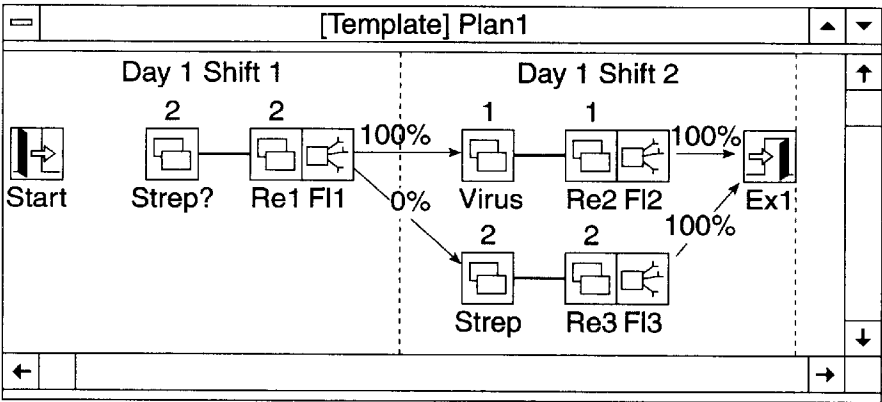 [Template] Plan1
Day 1 Shift 1
Day 1 Shift 2
2
2
1
1
100%
100%
Start
Strep?
Re1 Fl1
Virus
Re2 Fl2
Ex1
0%
100%
2
2
Strep
Re3 Fl3